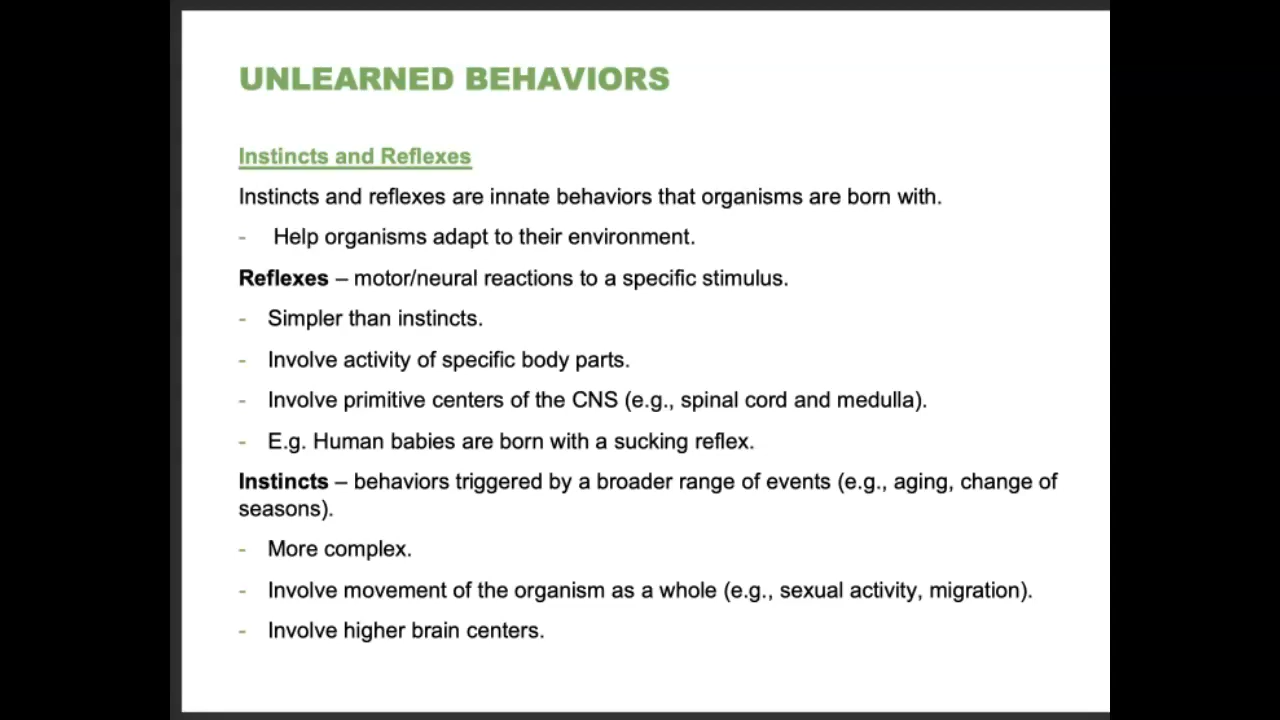 UNLEARNED BEHAVIORS
Instincts and Reflexes
Instincts and reflexes are innate behaviors that organisms are born with.
- Help organisms adapt to their environment.
Reflexes – motor/neural reactions to a specific stimulus.
- Simpler than instincts.
- Involve activity of specific body parts.
- Involve primitive centers of the CNS (e.g., spinal cord and medulla).
- E.g. Human babies are born with a sucking reflex.
Instincts – behaviors triggered by a broader range of events (e.g., aging, change of
seasons).
- More complex.
- Involve movement of the organism as a whole (e.g., sexual activity, migration).
- Involve higher brain centers.